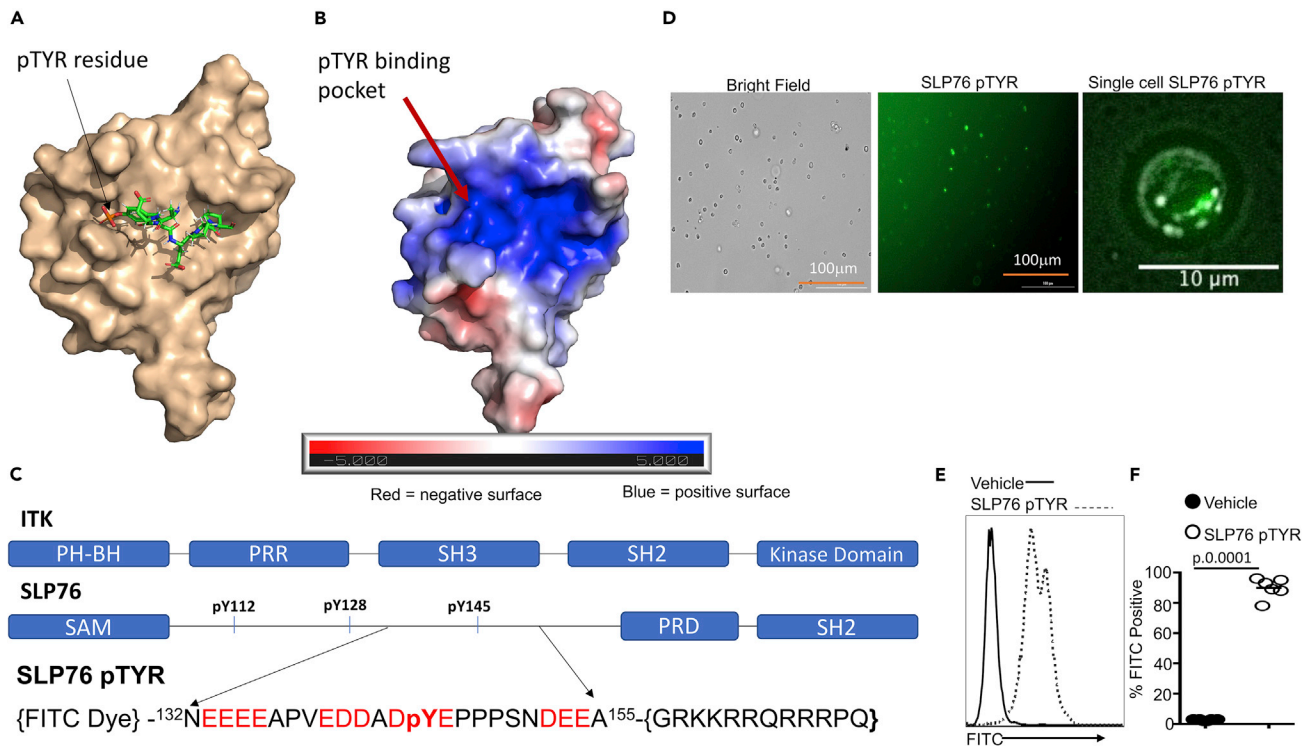 A
pTYR residue
B
pTYR binding
pocket
-5.000 5.000
Red = negative surface
Blue = positive surface
C
ITK
PH-BH PRR SH3 SH2 Kinase Domain
SLP76
pY112 pY128 pY145
SAM PRD SH2
SLP76 pTYR
{FITC Dye} -¹³²NEEEEAPVEDDADpYEPPPSNDEEA¹⁵⁵-{GRKKRRQRRRPQ}
D
Bright Field
SLP76 pTYR
Single cell SLP76 pTYR
100µm
100µm
10 µm
E
Vehicle
SLP76 pTYR
FITC
F
Vehicle
SLP76 pTYR
p.0.0001
% FITC Positive
100
80
60
40
20
0